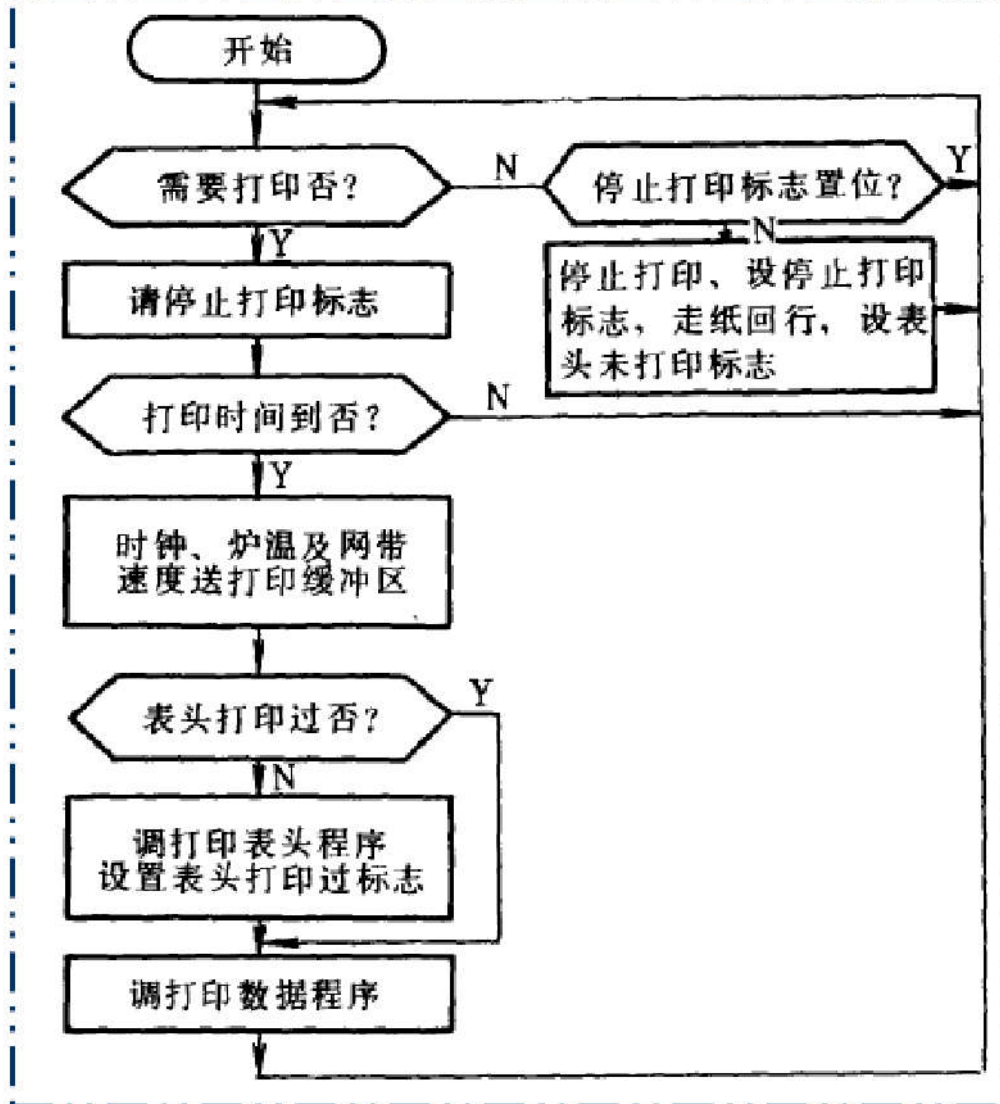 开始
需要打印否？
N
停止打印标志置位？
Y
Y
N
请停止打印标志
停止打印、设停止打印
标志，走纸回行，设表
头未打印标志
打印时间到否？
N
Y
时钟、炉温及网带
速度送打印缓冲区
表头打印过否？
Y
N
调打印表头程序
设置表头打印过标志
调打印数据程序